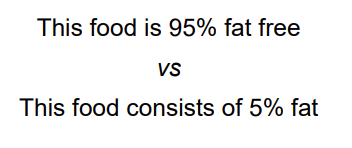 This food is 95% fat free
vs
This food consists of 5% fat